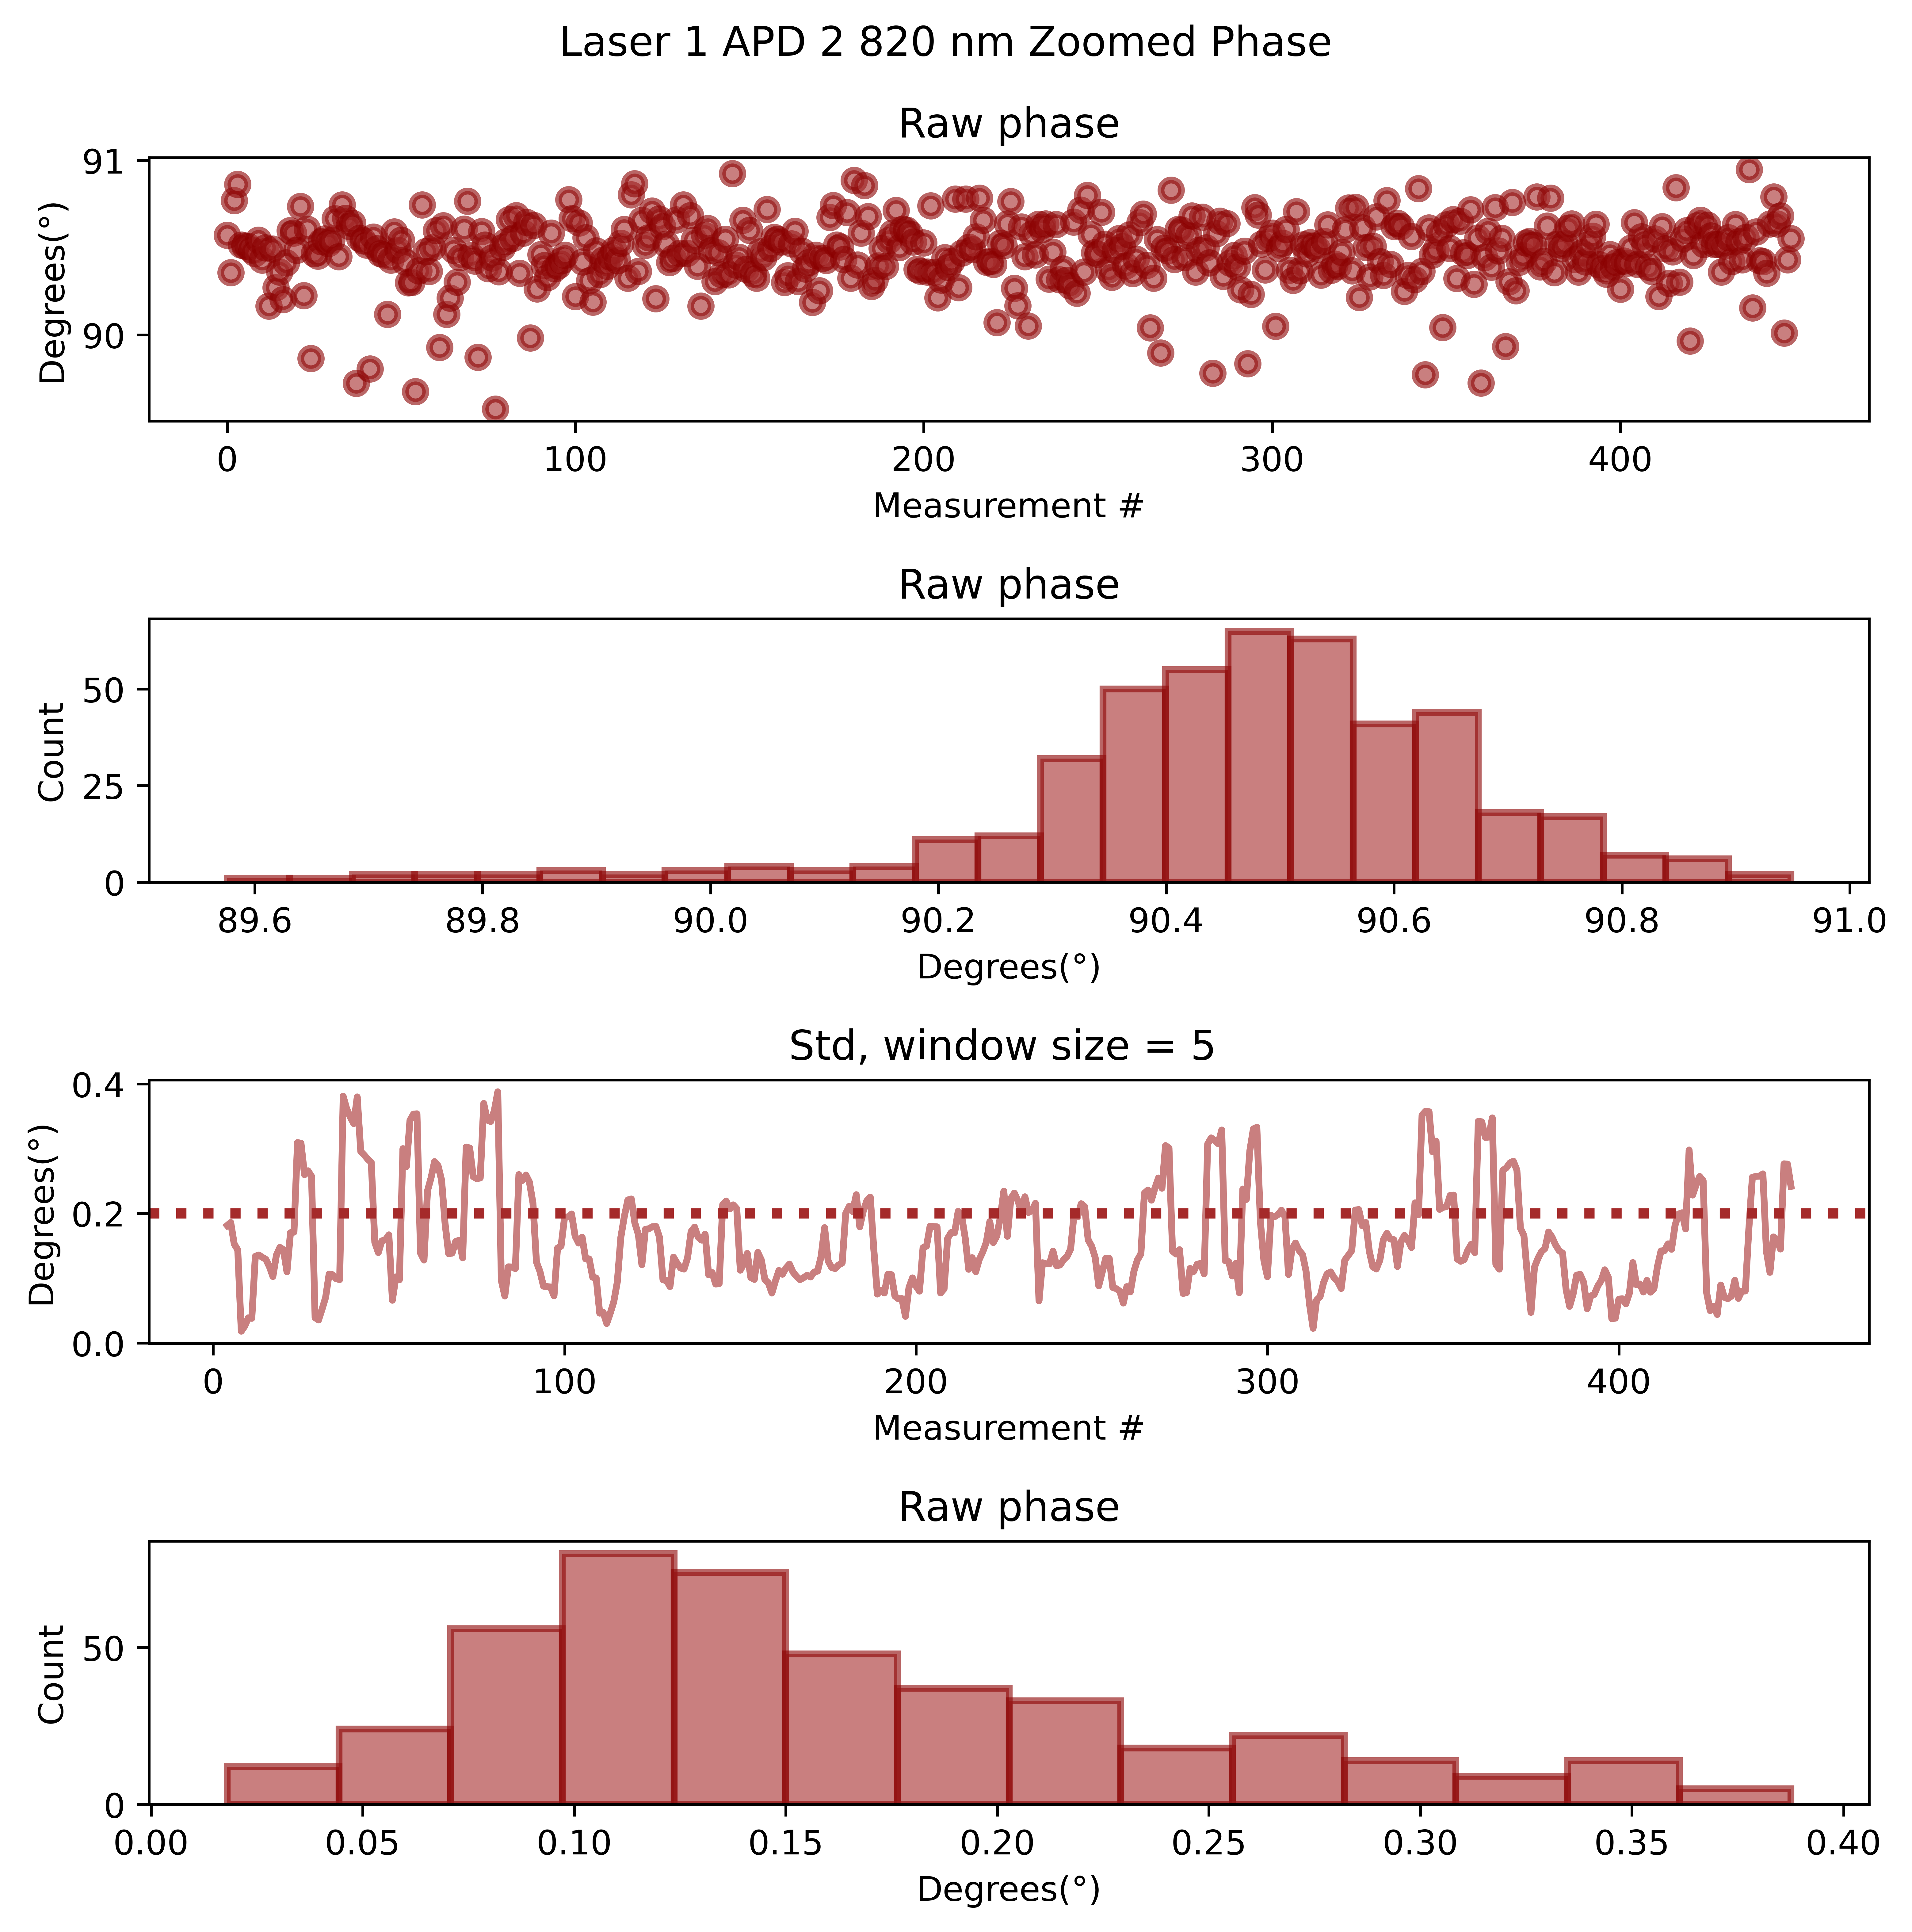 Laser 1 APD 2 820 nm Zoomed Phase
Raw phase
91
90
Degrees(°)
0 100 200 300 400
Measurement #
Raw phase
50
25
0
Count
89.6 89.8 90.0 90.2 90.4 90.6 90.8 91.0
Degrees(°)
Std, window size = 5
0.4
0.2
0.0
Degrees(°)
0 100 200 300 400
Measurement #
Raw phase
50
0
Count
0.00 0.05 0.10 0.15 0.20 0.25 0.30 0.35 0.40
Degrees(°)